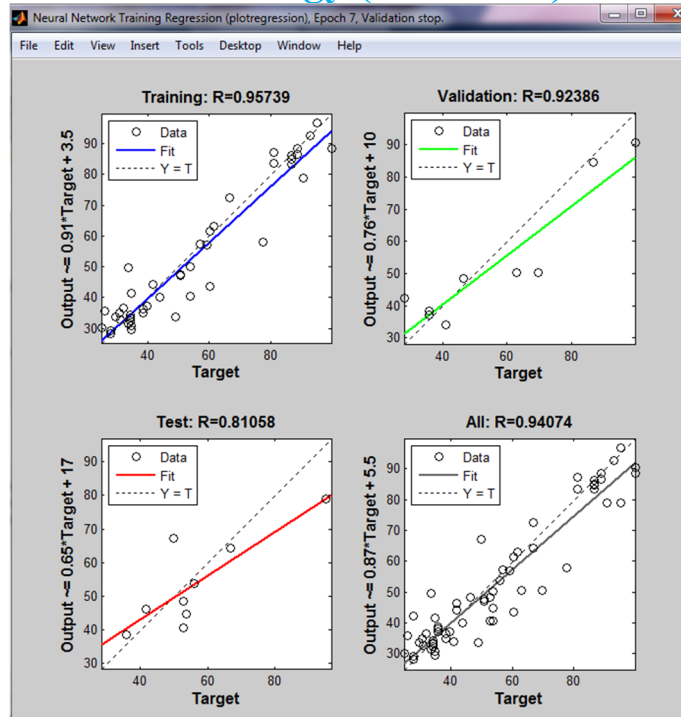 Neural Network Training Regression (plotregression), Epoch 7, Validation stop.
File Edit View Insert Tools Desktop Window Help
Training: R=0.95739
Output ~= 0.91*Target + 3.5
90
80
70
60
50
40
30
Data
Fit
Y = T
40 60 80
Target
Validation: R=0.92386
Output ~= 0.76*Target + 10
90
80
70
60
50
40
30
Data
Fit
Y = T
40 60 80
Target
Test: R=0.81058
Output ~= 0.65*Target + 17
90
80
70
60
50
40
30
Data
Fit
Y = T
40 60 80
Target
All: R=0.94074
Output ~= 0.87*Target + 5.5
90
80
70
60
50
40
30
Data
Fit
Y = T
40 60 80
Target